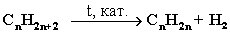 CₙH₂ₙ₊₂ t, кат. → CₙH₂ₙ + H₂